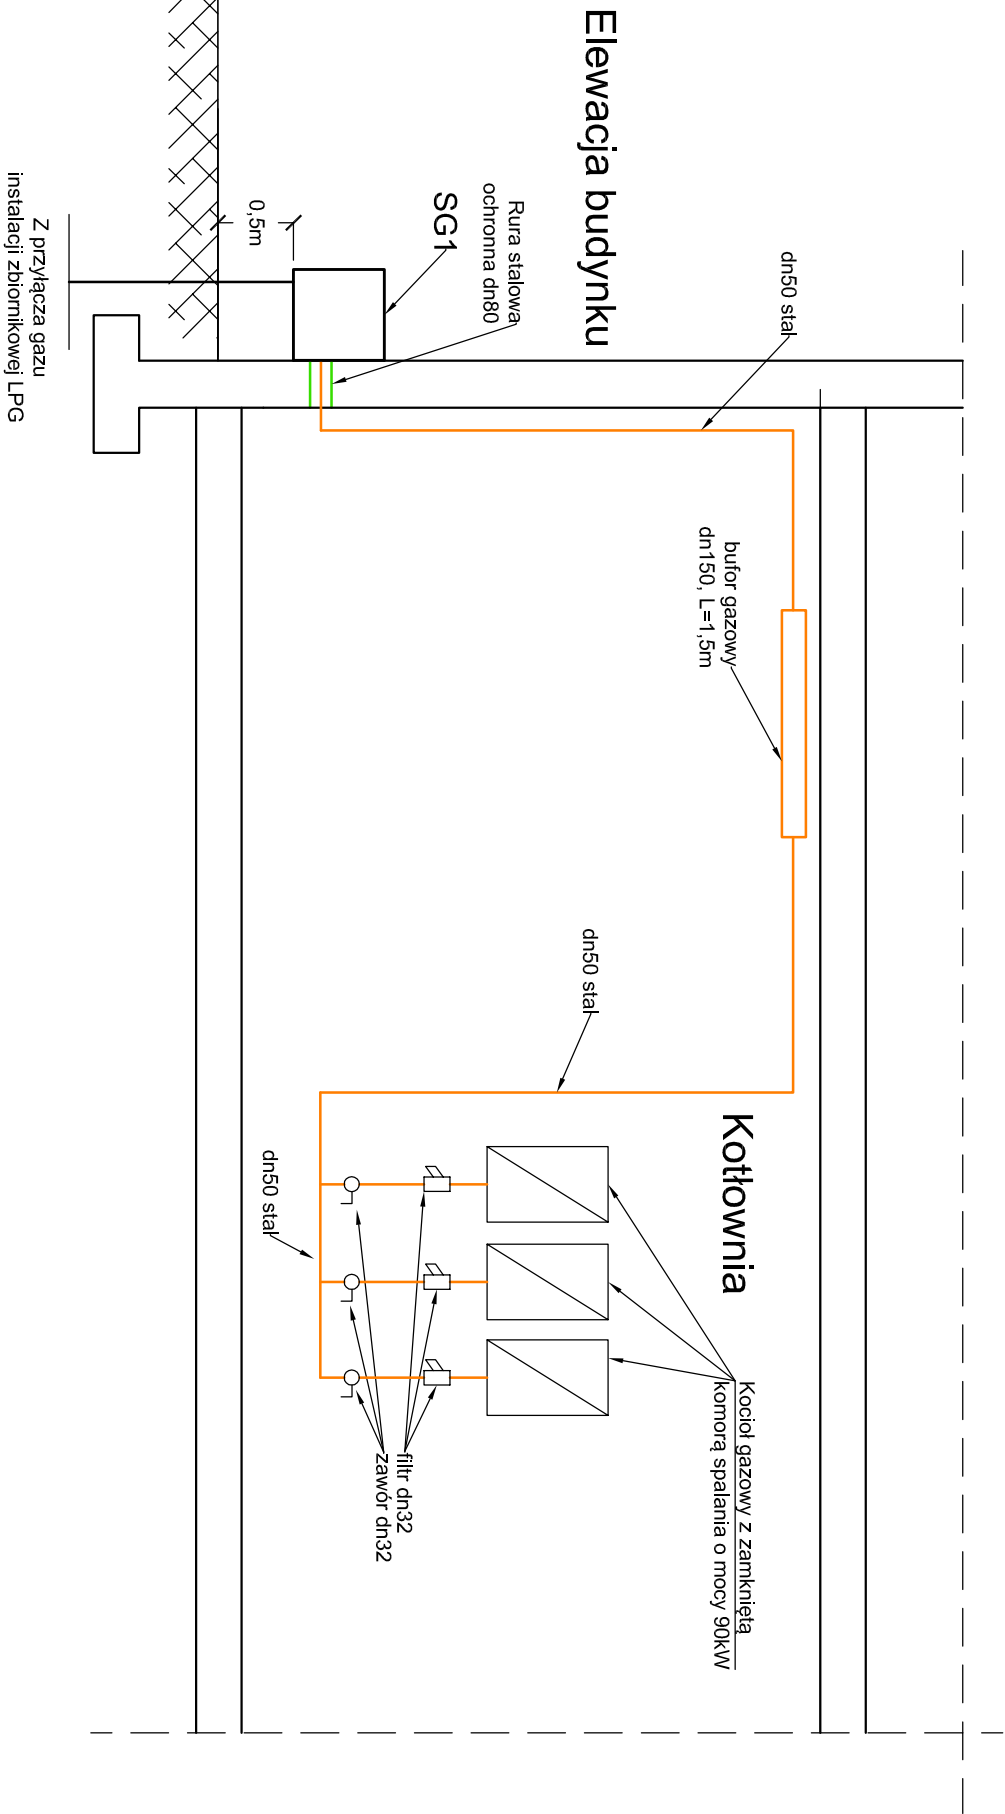 Elewacja budynku
Kotłownia
Kocioł gazowy z zamkniętą
komorą spalania o mocy 90kW
dn50 stal
bufor gazowy
dn150, L=1,5m
dn50 stal
Rura stalowa
ochronna dn80
SG1
filtr dn32
zawór dn32
dn50 stal
0,5m
Z przyłącza gazu
instalacji zbiornikowej LPG